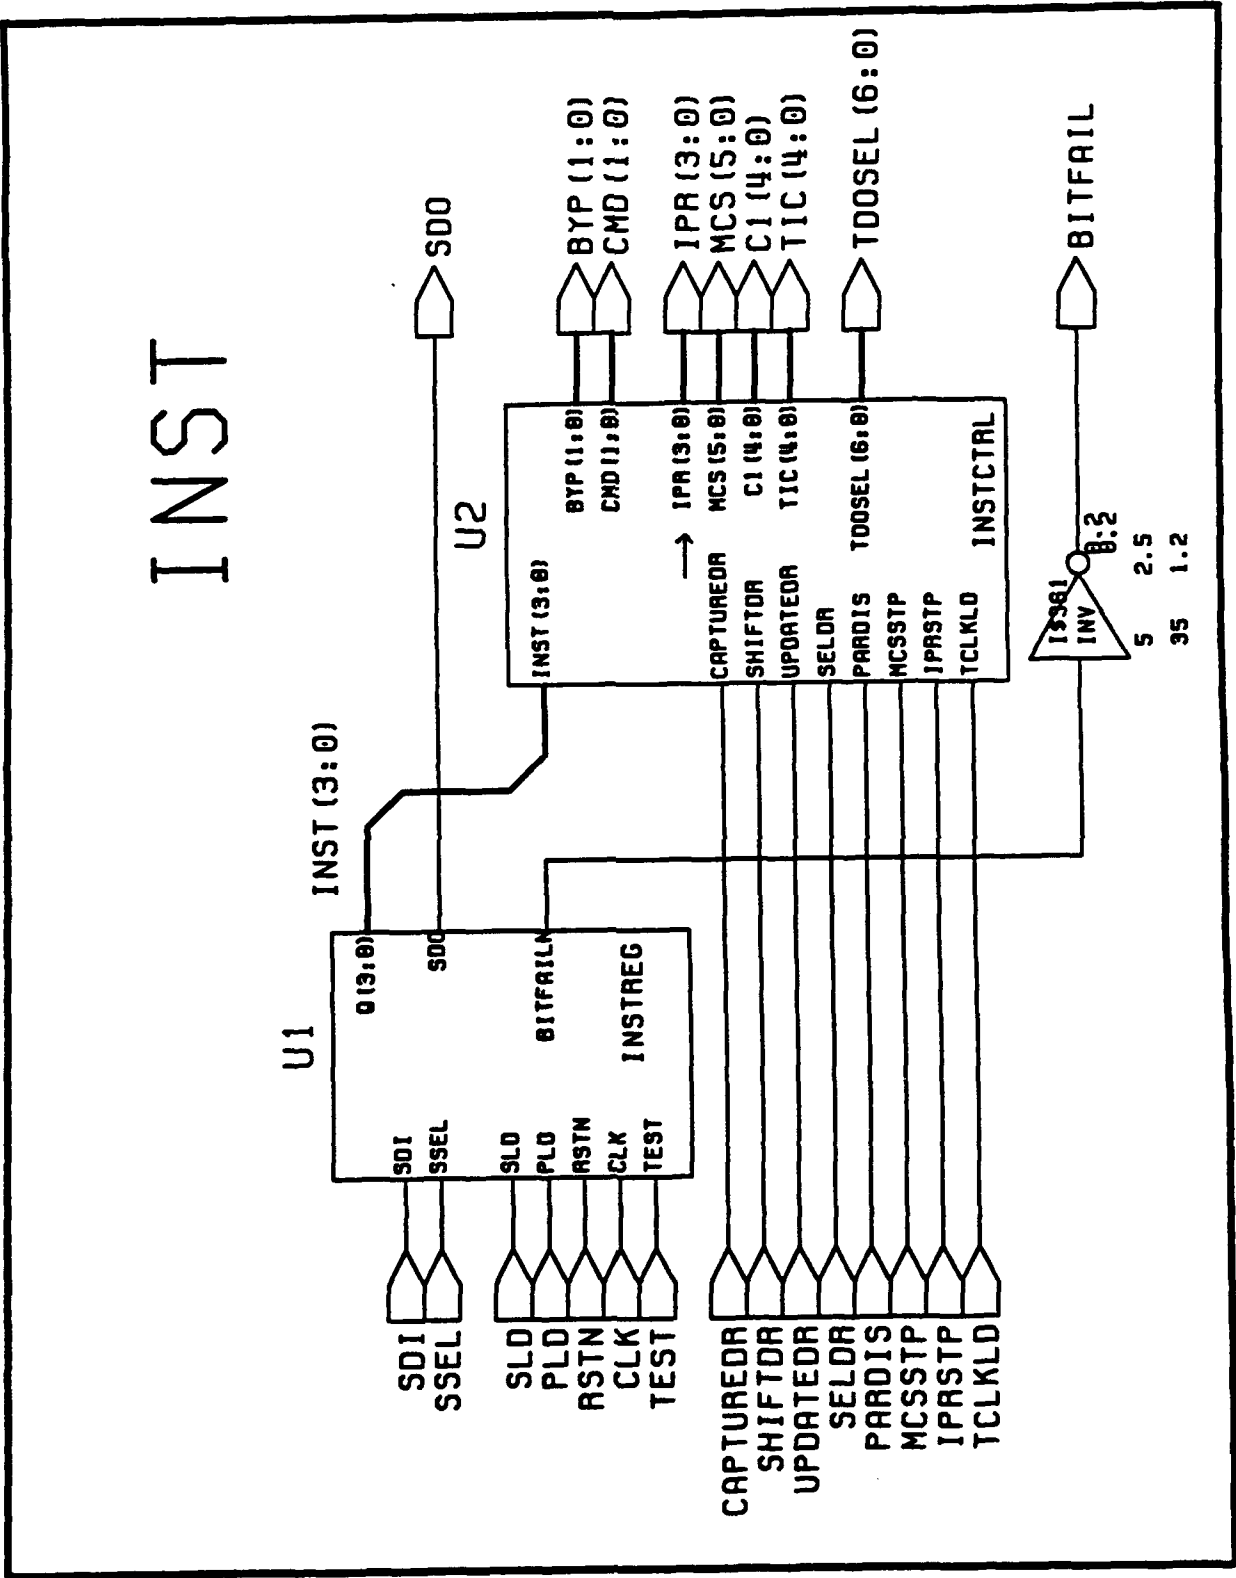 INST
U1
INST(3:0)
U2
SDO
SDI
SSEL
SLD
PLD
RSTN
CLK
TEST
SDI
SSEL
SLD
PLD
RSTN
CLK
TEST
Q(3:0)
SDO
BITFAILN
INSTREG
INST(3:0)
CAPTUREDR
SHIFTDR
UPDATEDR
SELDR
PARDIS
MCSSTP
IPRSTP
TCLKLD
BYP(1:0)
CMD(1:0)
IPR(3:0)
MCS(5:0)
C1(4:0)
TIC(4:0)
TDOSEL(6:0)
INSTCTRL
BYP(1:0)
CMD(1:0)
IPR(3:0)
MCS(5:0)
C1(4:0)
TIC(4:0)
TDOSEL(6:0)
CAPTUREDR
SHIFTDR
UPDATEDR
SELDR
PARDIS
MCSSTP
IPRSTP
TCLKLD
INV
0.2
5 2.5
35 1.2
BITFAIL